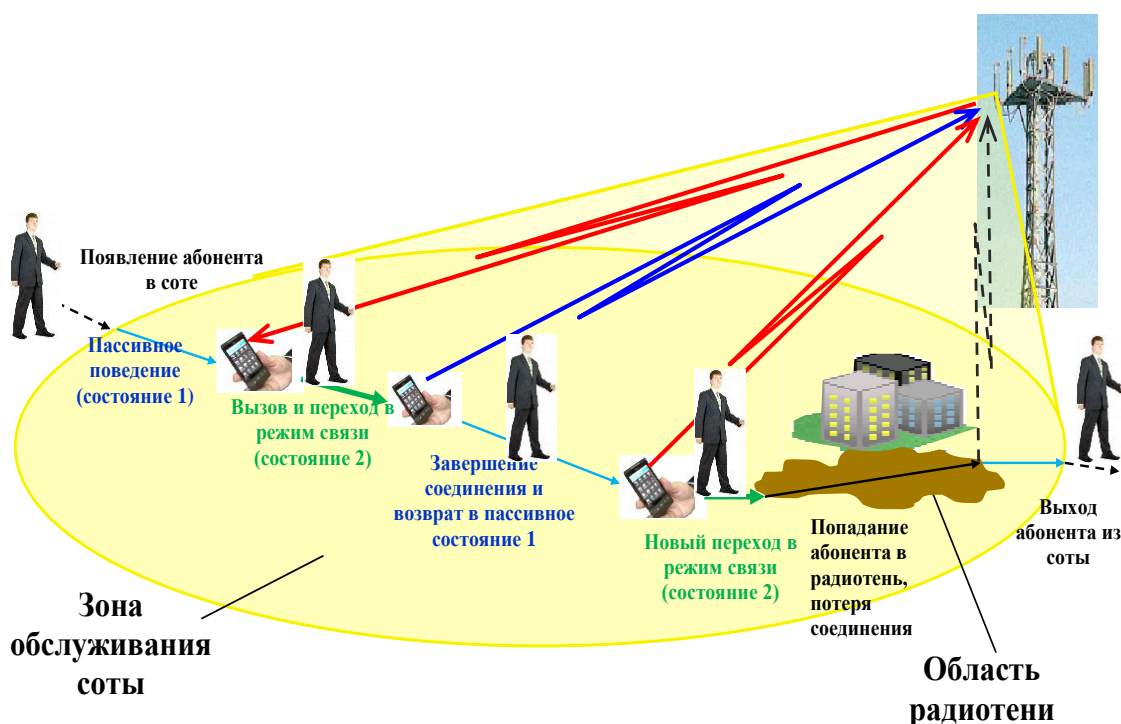 Появление абонента
в соте
Пассивное
поведение
(состояние 1)
Вызов и переход в
режим связи
(состояние 2)
Завершение
соединения и
возврат в пассивное
состояние 1
Новый переход в
режим связи
(состояние 2)
Попадание
абонента в
радиотень,
потеря
соединения
Выход
абонента из
соты
Зона
обслуживания
соты
Область
радиотени